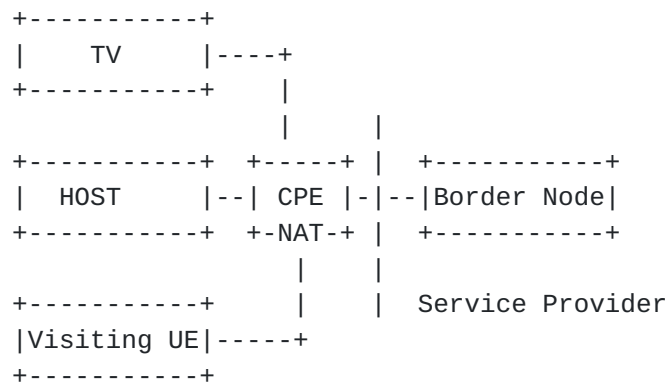 +-----------+
|    TV     |----+
+-----------+    |
                 |     |
+-----------+  +-----+ |  +-----------+
|  HOST     |--| CPE |-|--|Border Node|
+-----------+  +-NAT-+ |  +-----------+
                  |    |
+-----------+     |    |  Service Provider
|Visiting UE|-----+
+-----------+